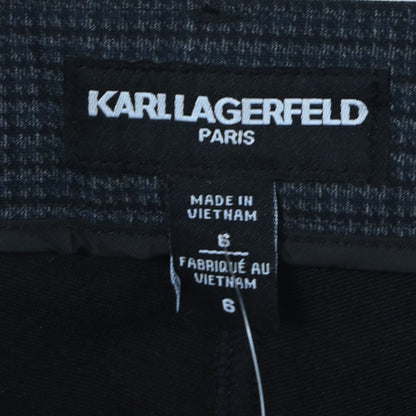 KARL LAGERFELD
PARIS
MADE IN
VIETNAM
6
FABRIQUÉ AU
VIETNAM
6